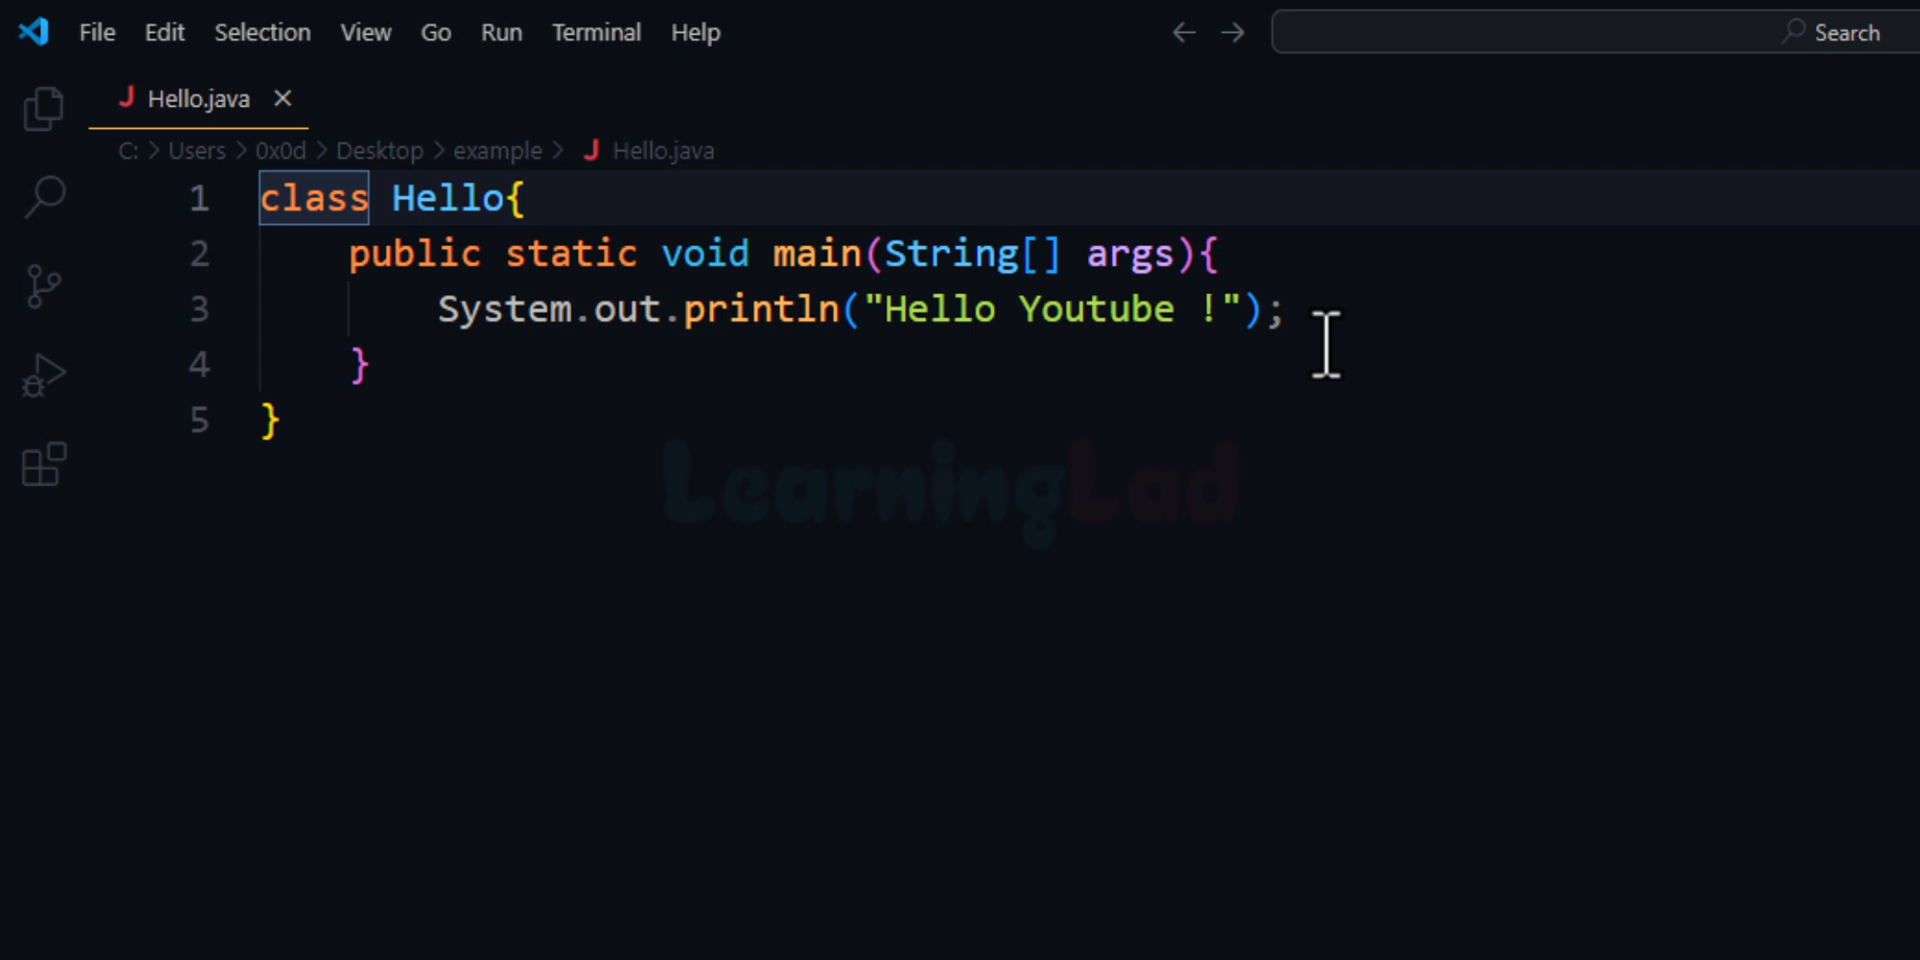 File Edit Selection View Go Run Terminal Help Search
J Hello.java ×
C: > Users > 0x0d > Desktop > example > J Hello.java
1 class Hello{
2     public static void main(String[] args){
3         System.out.println("Hello Youtube !");
4     }
5 }
LearningLad